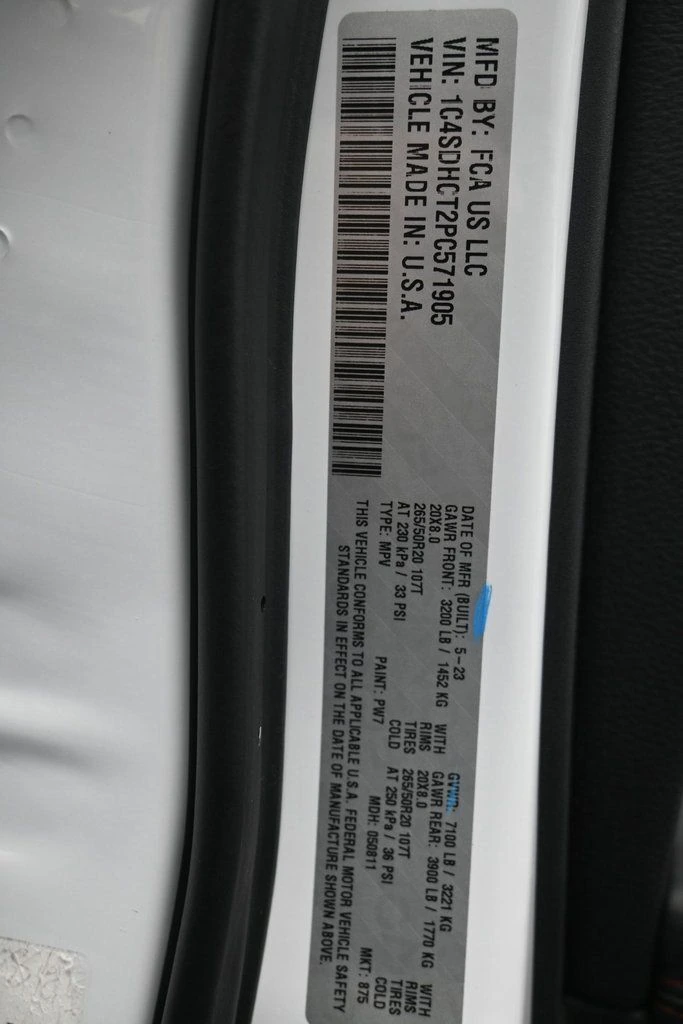 MFD BY: FCA US LLC
VIN: 1C4SDHCT2PC571905
VEHICLE MADE IN: U.S.A.
DATE OF MFR (BUILT): 5-23 GVWR: 7100 LB / 3221 KG
GAWR FRONT: 3200 LB / 1452 KG WITH GAWR REAR: 3900 LB / 1770 KG WITH
20X8.0 RIMS 20X8.0 RIMS
265/50R20 107T TIRES 265/50R20 107T TIRES
AT 230 kPa / 33 PSI COLD AT 250 kPa / 36 PSI COLD
TYPE: MPV PAINT: PW7 MDH: 050811 MKT: 875
THIS VEHICLE CONFORMS TO ALL APPLICABLE U.S.A. FEDERAL MOTOR VEHICLE SAFETY
STANDARDS IN EFFECT ON THE DATE OF MANUFACTURE SHOWN ABOVE.